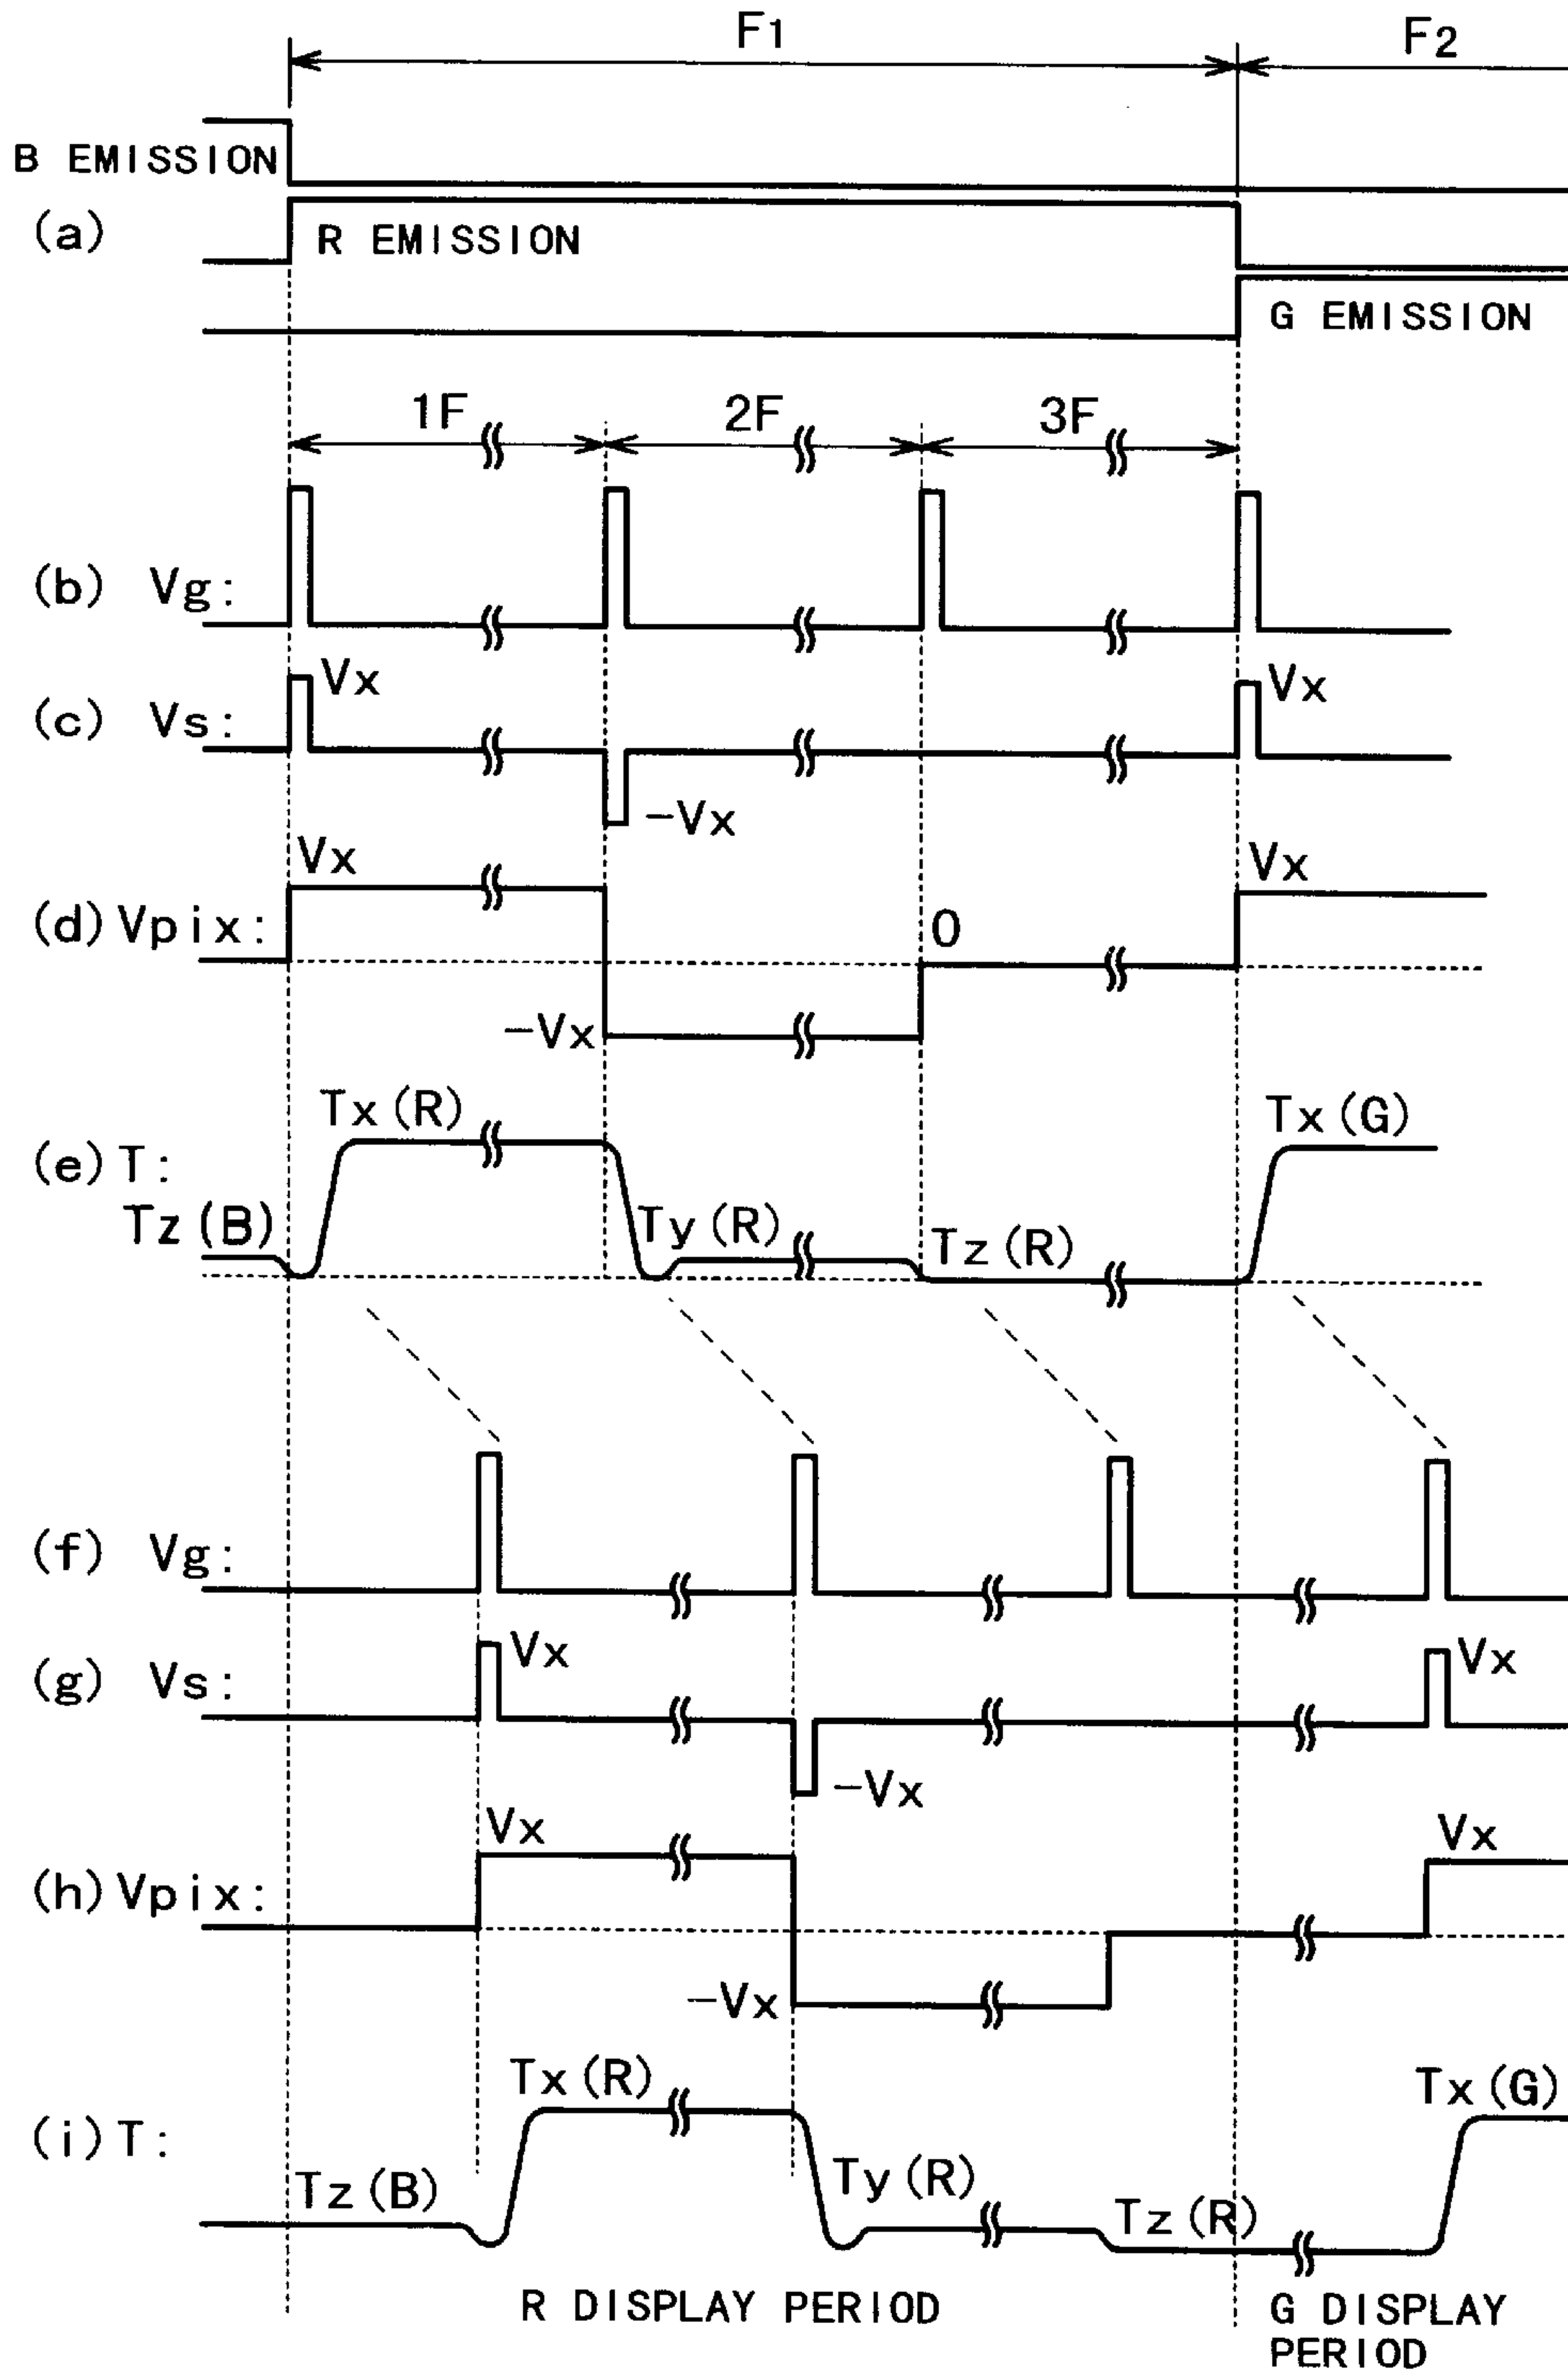 F1 F2
B EMISSION
(a) R EMISSION
G EMISSION
1F 2F 3F
(b) Vg:
(c) Vs: Vx Vx
-Vx
(d) Vpix: Vx 0 Vx
-Vx
(e) T: Tx(R) Tx(G)
Tz(B) Ty(R) Tz(R)
(f) Vg:
(g) Vs: Vx Vx
-Vx
(h) Vpix: Vx Vx
-Vx
(i) T: Tx(R) Tx(G)
Tz(B) Ty(R) Tz(R)
R DISPLAY PERIOD G DISPLAY
PERIOD